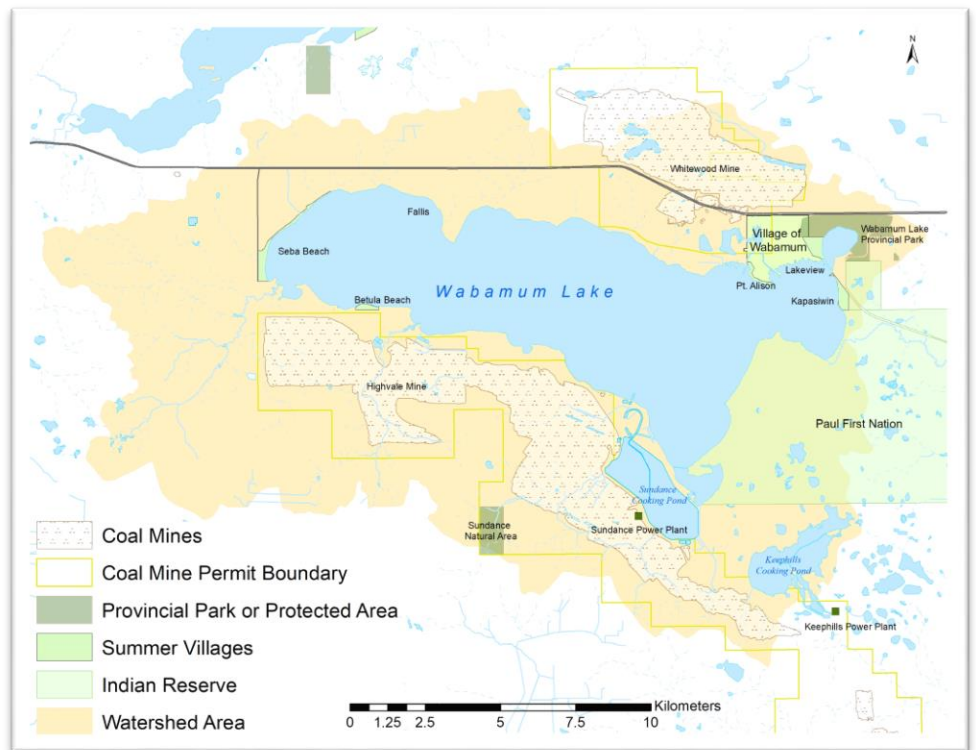 N
Whitewood Mine
Fallis
Village of
Wabamum
Wabamum Lake
Provincial Park
Seba Beach
Lakeview
Pt. Alison
Betula Beach
Wabamum Lake
Kapasiwin
Highvale Mine
Paul First Nation
Sundance
Cooking Pond
Sundance Power Plant
Sundance
Natural Area
Keephills
Cooking Pond
Keephills Power Plant
Coal Mines
Coal Mine Permit Boundary
Provincial Park or Protected Area
Summer Villages
Indian Reserve
Watershed Area
Kilometers
0 1.25 2.5 5 7.5 10